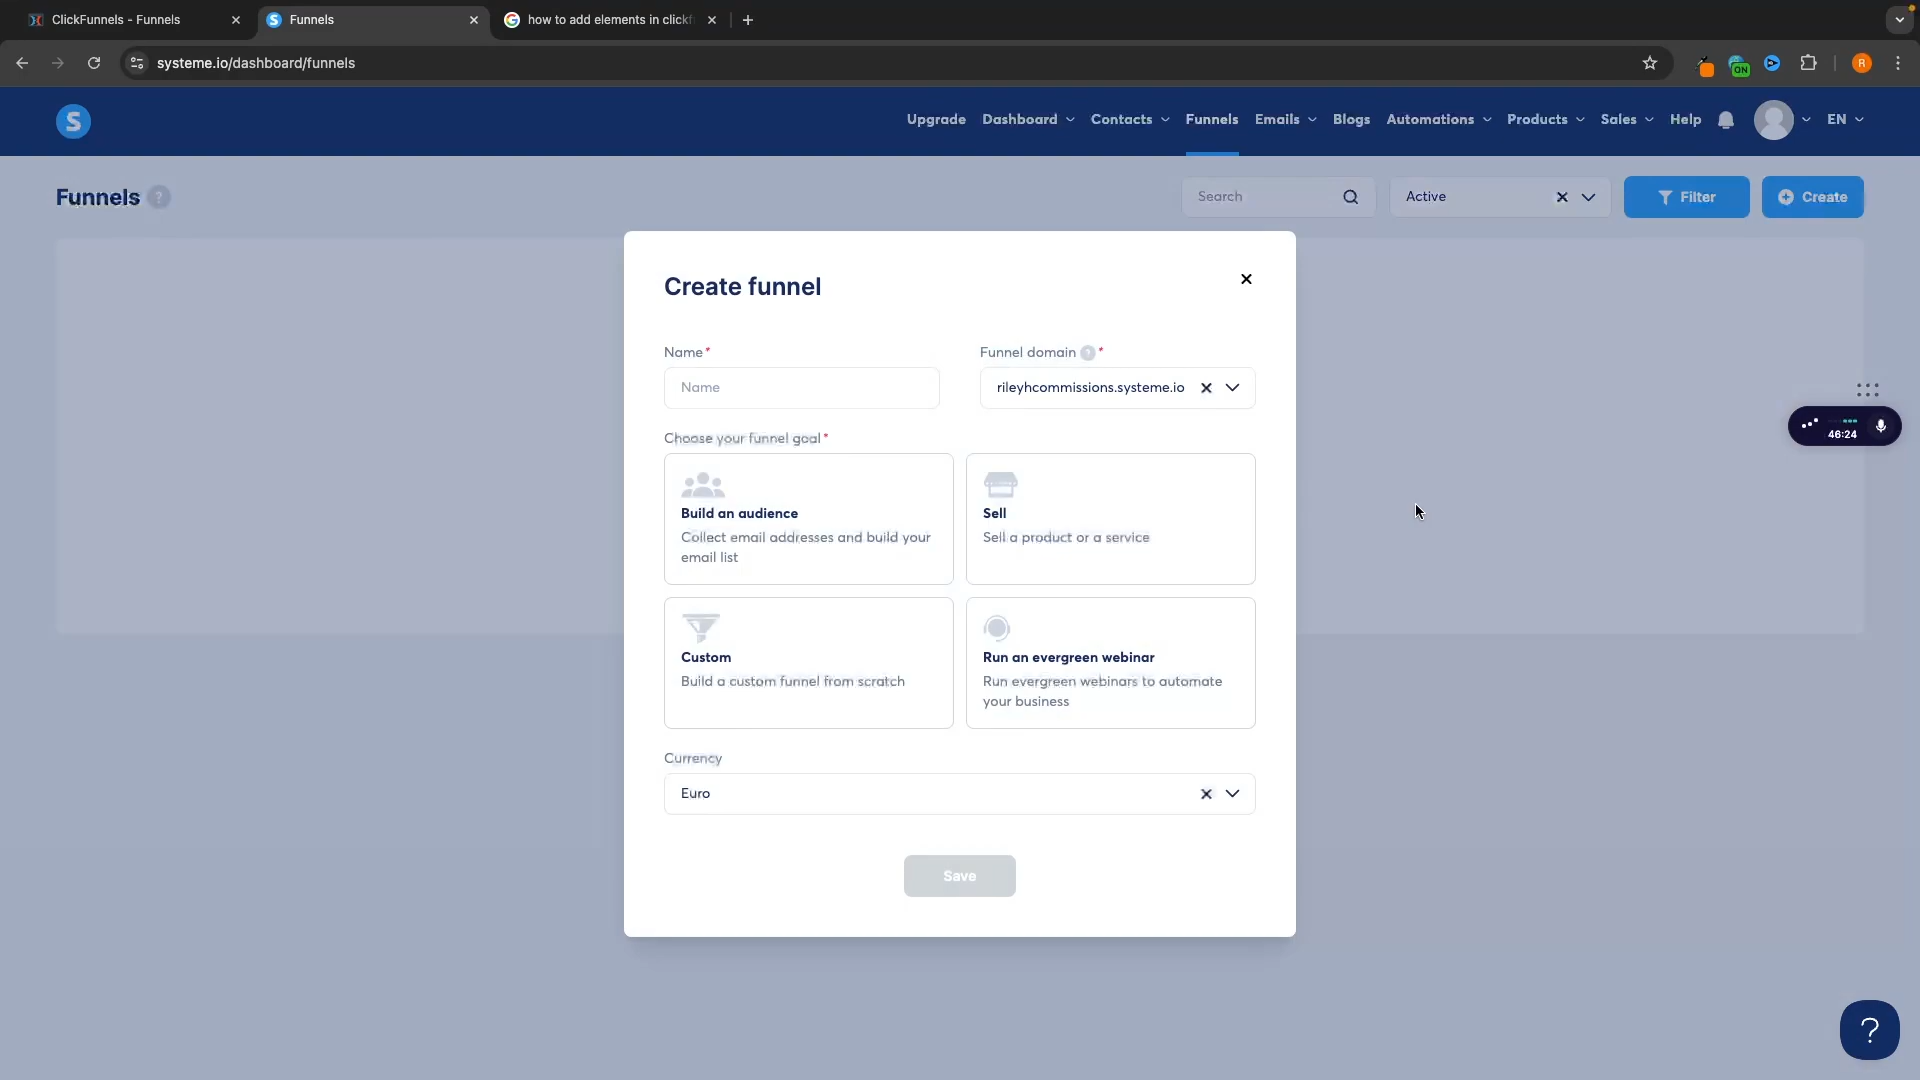 ClickFunnels - Funnels
Funnels
how to add elements in clickf
systeme.io/dashboard/funnels
ON
R
S
Upgrade Dashboard Contacts Funnels Emails Blogs Automations Products Sales Help EN
Funnels ?
Search
Active
Filter
Create
Create funnel
Name* Funnel domain ? *
Name
rileyhcommissions.systeme.io
46:24
Choose your funnel goal*
Build an audience
Collect email addresses and build your
email list
Sell
Sell a product or a service
Custom
Build a custom funnel from scratch
Run an evergreen webinar
Run evergreen webinars to automate
your business
Currency
Euro
Save
?